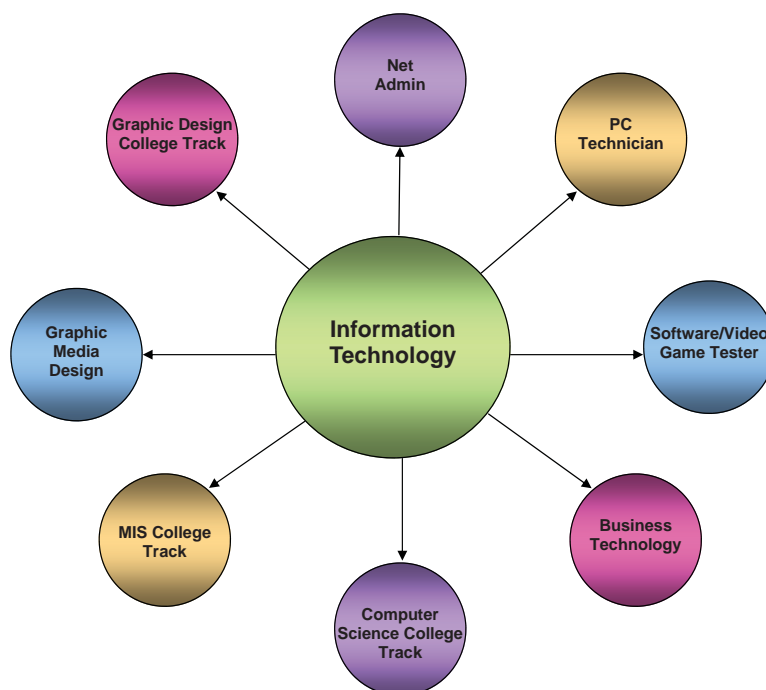 Net
Admin
Graphic Design
College Track
PC
Technician
Information
Technology
Graphic
Media
Design
Software/Video
Game Tester
MIS College
Track
Business
Technology
Computer
Science College
Track